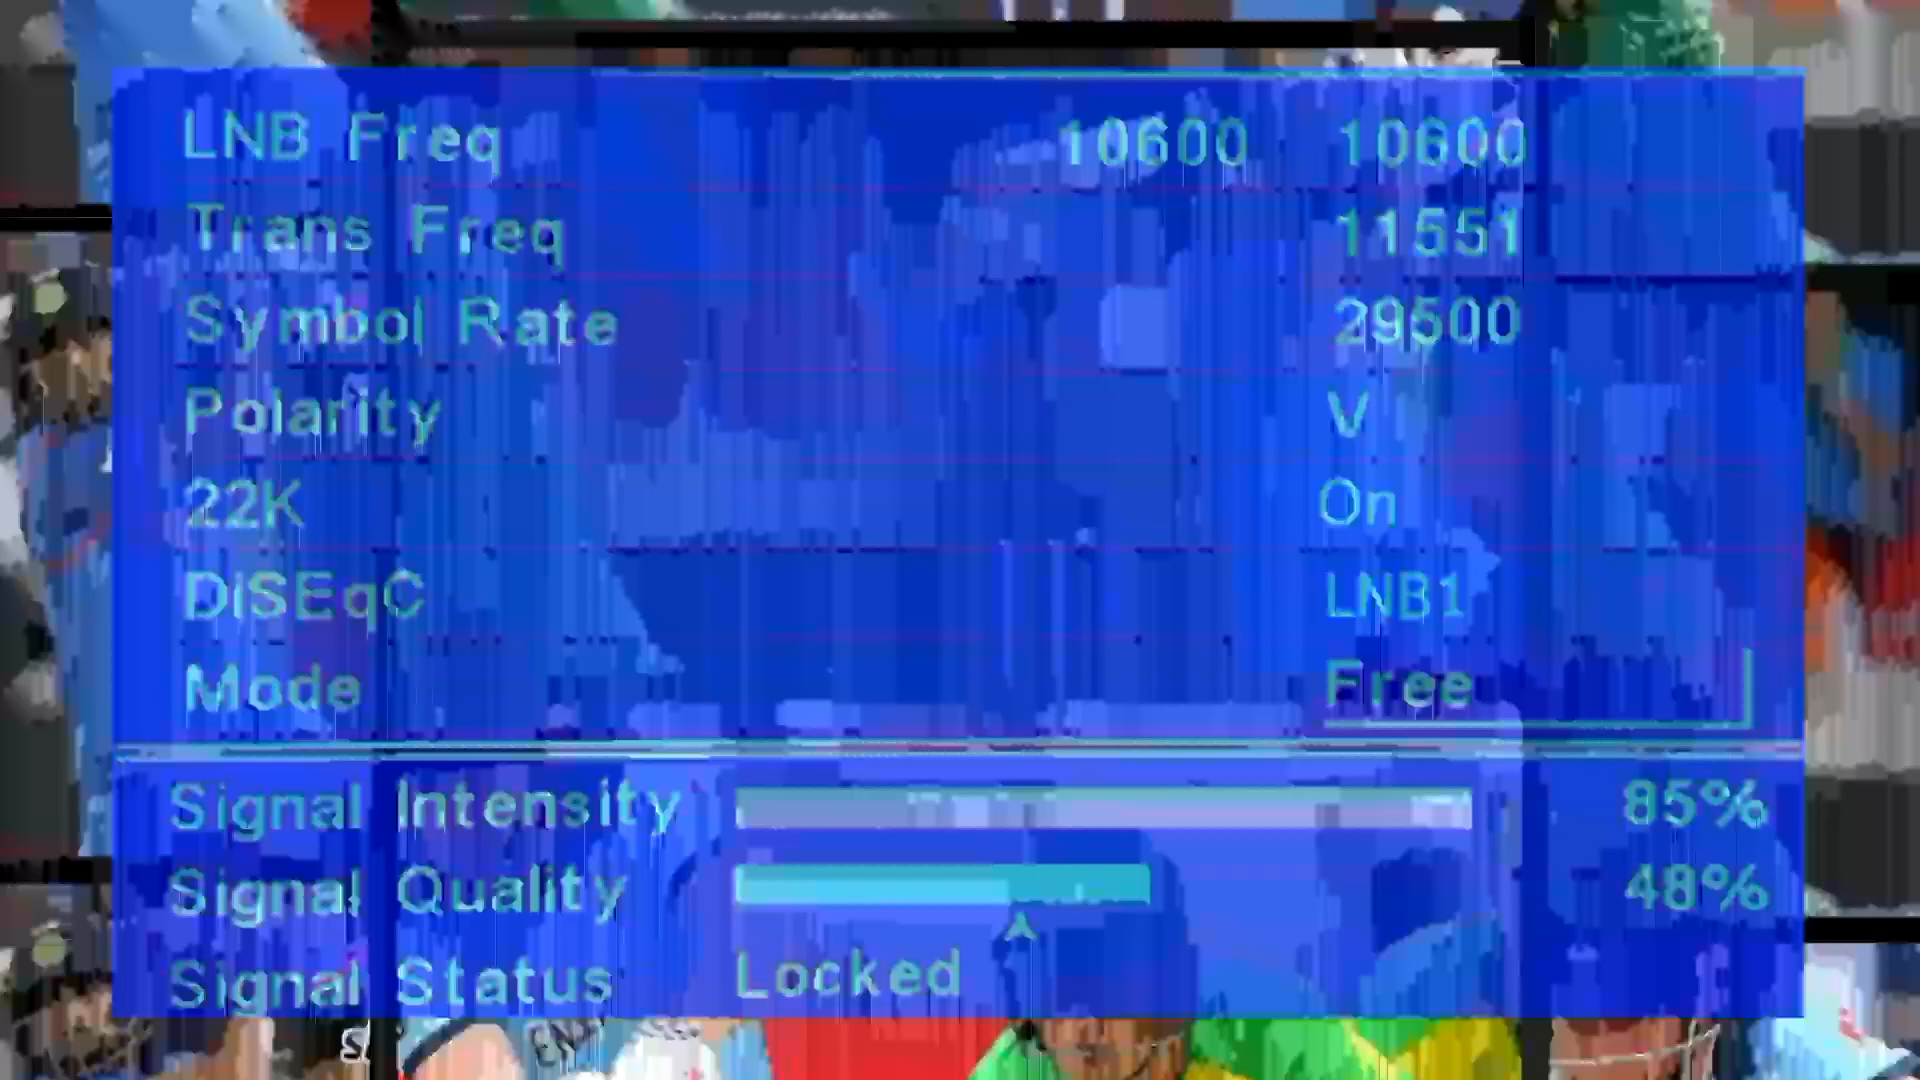 LNB Freq 10600 10600
Trans Freq 11551
Symbol Rate 29500
Polarity V
22K On
DiSEqC LNB1
Mode Free
Signal Intensity 85%
Signal Quality 48%
Signal Status Locked